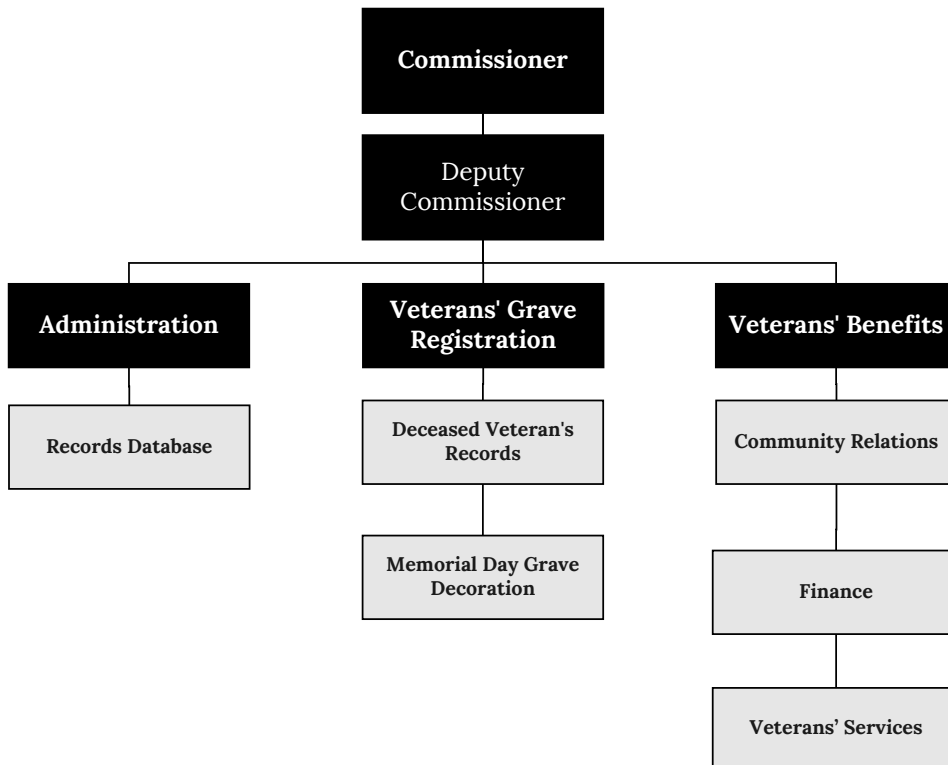 Commissioner
Deputy
Commissioner
Administration
Veterans' Grave
Registration
Veterans' Benefits
Records Database
Deceased Veteran's
Records
Community Relations
Memorial Day Grave
Decoration
Finance
Veterans’ Services